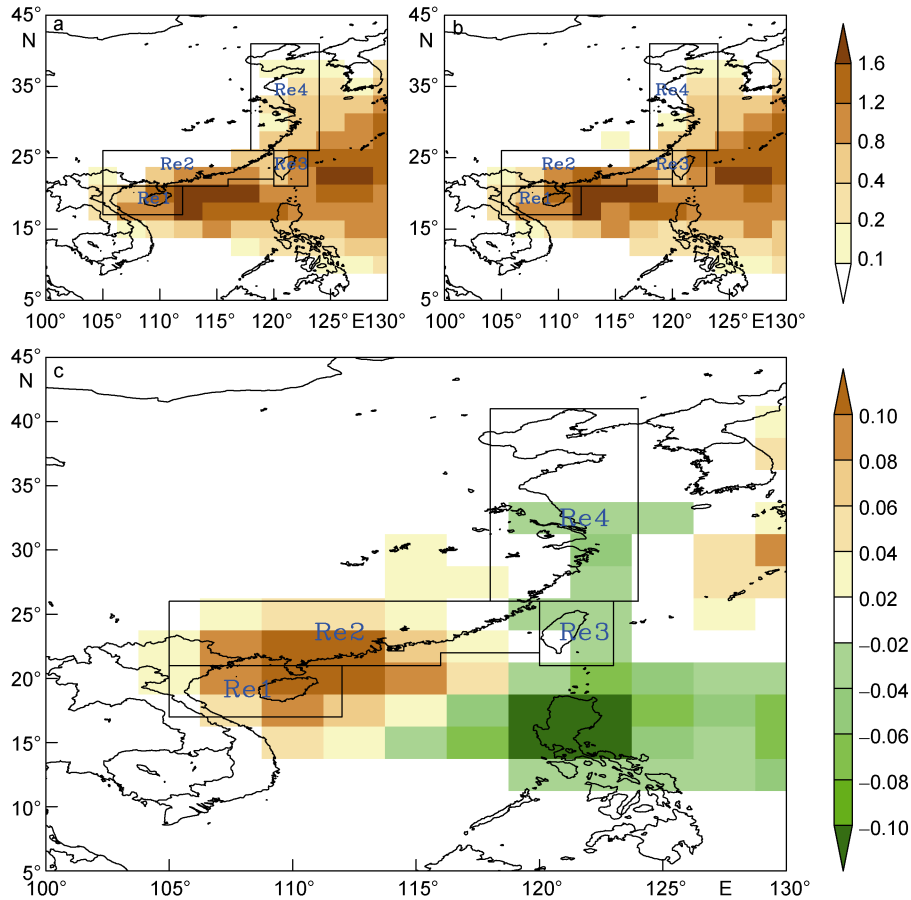 45°
a
N
35°
25°
15°
5°
Re4
Re2
Re3
Re1
100°
105°
110°
115°
120°
125°
E130°
45°
b
N
35°
25°
15°
5°
Re4
Re2
Re3
Re1
100°
105°
110°
115°
120°
125°
E130°
1.6
1.2
0.8
0.4
0.2
0.1
45°
c
N
40°
35°
30°
25°
20°
15°
10°
5°
Re4
Re2
Re3
Re1
100°
105°
110°
115°
120°
125°
E
130°
0.10
0.08
0.06
0.04
0.02
−0.02
−0.04
−0.06
−0.08
−0.10